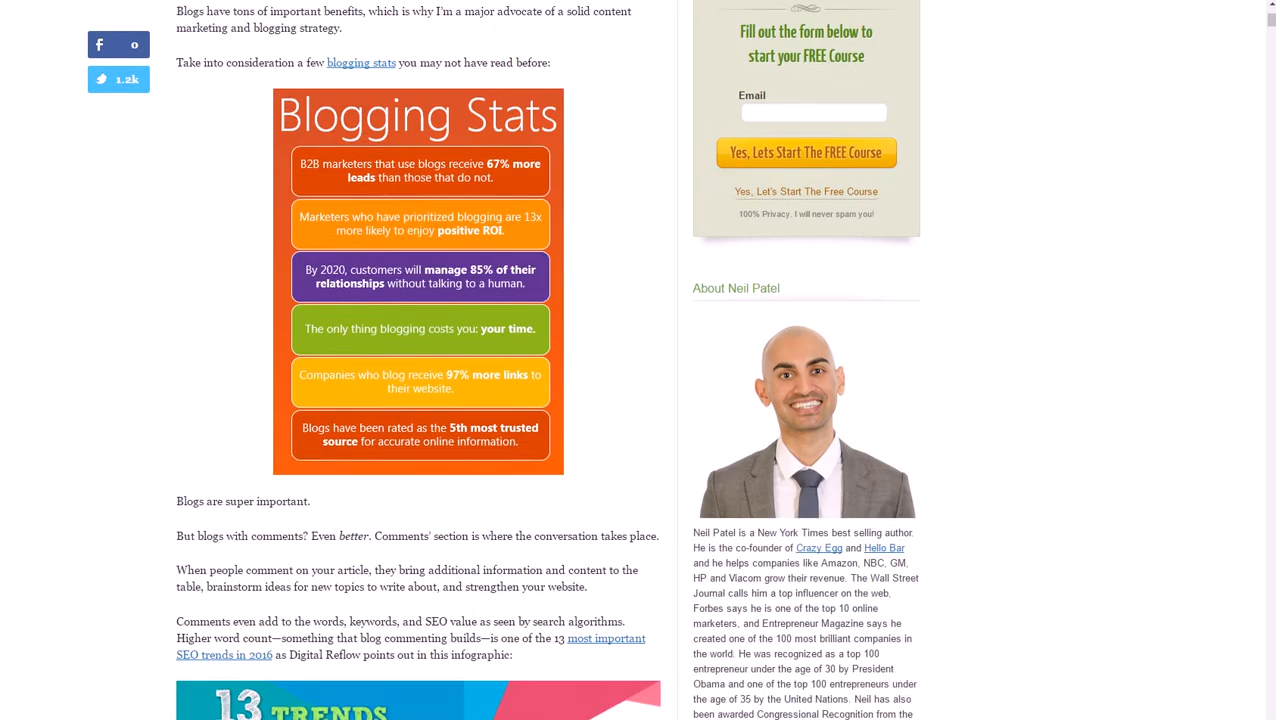 Blogs have tons of important benefits, which is why I'm a major advocate of a solid content
marketing and blogging strategy.
0
1.2k
Take into consideration a few blogging stats you may not have read before:
Blogging Stats
B2B marketers that use blogs receive 67% more
leads than those that do not.
Marketers who have prioritized blogging are 13x
more likely to enjoy positive ROI.
By 2020, customers will manage 85% of their
relationships without talking to a human.
The only thing blogging costs you: your time.
Companies who blog receive 97% more links to
their website.
Blogs have been rated as the 5th most trusted
source for accurate online information.
Blogs are super important.
But blogs with comments? Even better. Comments' section is where the conversation takes place.
When people comment on your article, they bring additional information and content to the
table, brainstorm ideas for new topics to write about, and strengthen your website.
Comments even add to the words, keywords, and SEO value as seen by search algorithms.
Higher word count—something that blog commenting builds—is one of the 13 most important
SEO trends in 2016 as Digital Reflow points out in this infographic:
13 TRENDS
Fill out the form below to
start your FREE Course
Email
Yes, Lets Start The FREE Course
Yes, Let's Start The Free Course
100% Privacy. I will never spam you!
About Neil Patel
Neil Patel is a New York Times best selling author.
He is the co-founder of Crazy Egg and Hello Bar
and he helps companies like Amazon, NBC, GM,
HP and Viacom grow their revenue. The Wall Street
Journal calls him a top influencer on the web,
Forbes says he is one of the top 10 online
marketers, and Entrepreneur Magazine says he
created one of the 100 most brilliant companies in
the world. He was recognized as a top 100
entrepreneur under the age of 30 by President
Obama and one of the top 100 entrepreneurs under
the age of 35 by the United Nations. Neil has also
been awarded Congressional Recognition from the